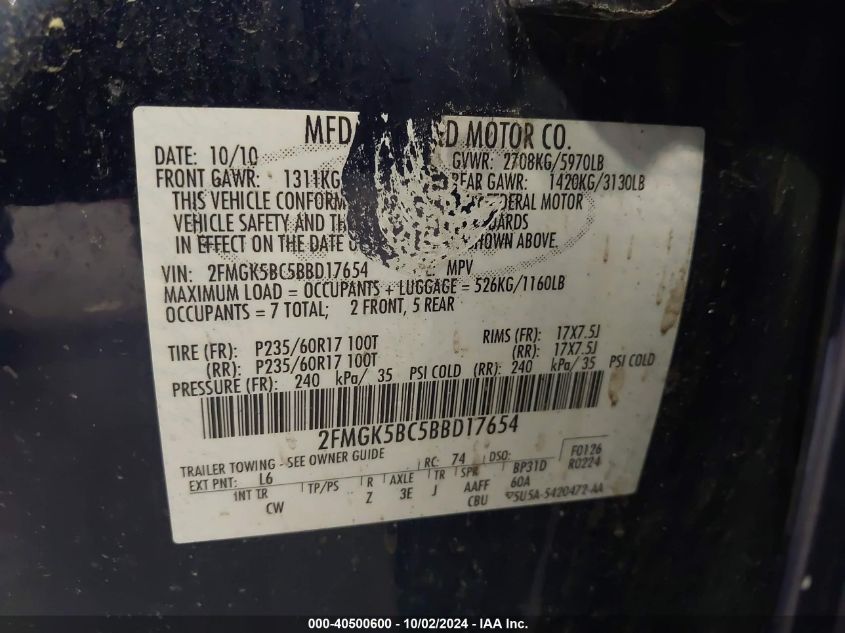 MFD D MOTOR CO.
DATE: 10/10 GVWR: 2708KG/5970LB
FRONT GAWR: 1311KG REAR GAWR: 1420KG/3130LB
THIS VEHICLE CONFORM FEDERAL MOTOR
VEHICLE SAFETY AND TH
IN EFFECT ON THE DATE SHOWN ABOVE.
VIN: 2FMGK5BC5BBD17654 MPV
MAXIMUM LOAD = OCCUPANTS + LUGGAGE = 526KG/1160LB
OCCUPANTS = 7 TOTAL; 2 FRONT, 5 REAR
TIRE (FR): P235/60R17 100T RIMS (FR): 17X7.5J
(RR): P235/60R17 100T (RR): 17X7.5J
PRESSURE (FR): 240 kPa/ 35 PSI COLD (RR): 240 kPa/ 35 PSI COLD
2FMGK5BC5BBD17654
TRAILER TOWING - SEE OWNER GUIDE
RC: 74 DSO: F0126
EXT PNT: L6 BP31D R0224
INT TR TP/PS R AXLE TR SPR 60A
CW Z 3E J AAFF
CBU 5U5A-5420472-AA
000-40500600 - 10/02/2024 - IAA Inc.